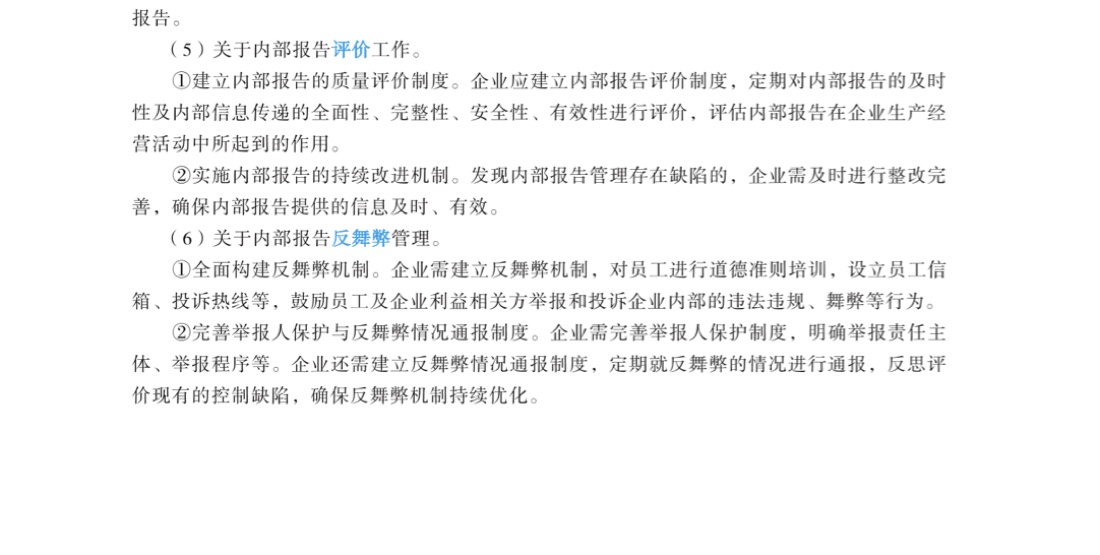 报告。
（5）关于内部报告评价工作。
①建立内部报告的质量评价制度。企业应建立内部报告评价制度，定期对内部报告的及时
性及内部信息传递的全面性、完整性、安全性、有效性进行评价，评估内部报告在企业生产经
营活动中所起到的作用。
②实施内部报告的持续改进机制。发现内部报告管理存在缺陷的，企业需及时进行整改完
善，确保内部报告提供的信息及时、有效。
（6）关于内部报告反舞弊管理。
①全面构建反舞弊机制。企业需建立反舞弊机制，对员工进行道德准则培训，设立员工信
箱、投诉热线等，鼓励员工及企业利益相关方举报和投诉企业内部的违法违规、舞弊等行为。
②完善举报人保护与反舞弊情况通报制度。企业需完善举报人保护制度，明确举报责任主
体、举报程序等。企业还需建立反舞弊情况通报制度，定期就反舞弊的情况进行通报，反思评
价现有的控制缺陷，确保反舞弊机制持续优化。